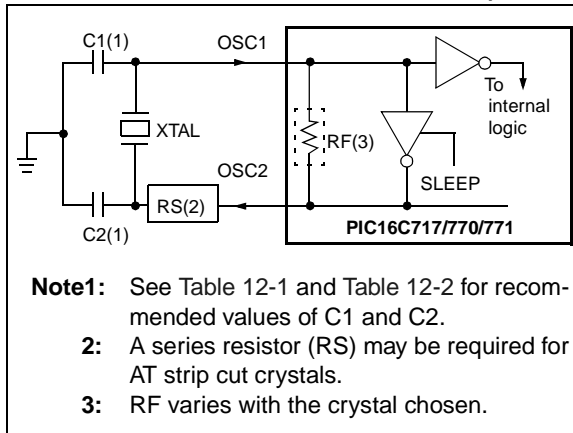 C1(1)
OSC1
To
internal
logic
XTAL
RF(3)
OSC2
SLEEP
RS(2)
C2(1)
PIC16C717/770/771
Note1: See Table 12-1 and Table 12-2 for recom-
mended values of C1 and C2.
2: A series resistor (RS) may be required for
AT strip cut crystals.
3: RF varies with the crystal chosen.